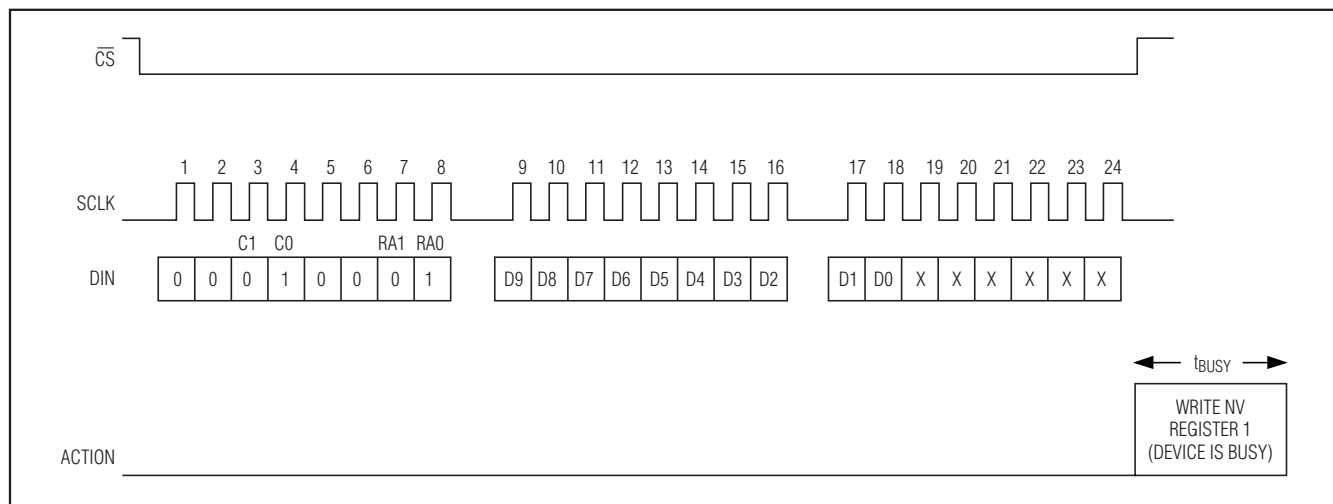 CS
1 2 3 4 5 6 7 8 9 10 11 12 13 14 15 16 17 18 19 20 21 22 23 24
SCLK
C1 C0 RA1 RA0
DIN 0 0 0 1 0 0 0 1 D9 D8 D7 D6 D5 D4 D3 D2 D1 D0 X X X X X X
tBUSY
WRITE NV
REGISTER 1
(DEVICE IS BUSY)
ACTION